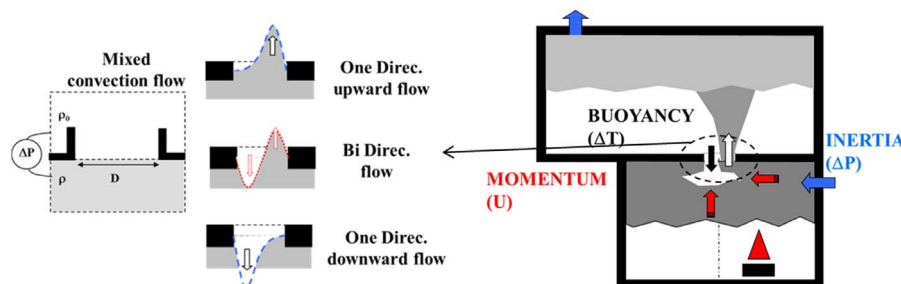 Mixed
convection flow
ρ₀
ΔP
ρ
D
One Direc.
upward flow
Bi Direc.
flow
One Direc.
downward flow
BUOYANCY
(ΔT)
MOMENTUM
(U)
INERTIA
(ΔP)